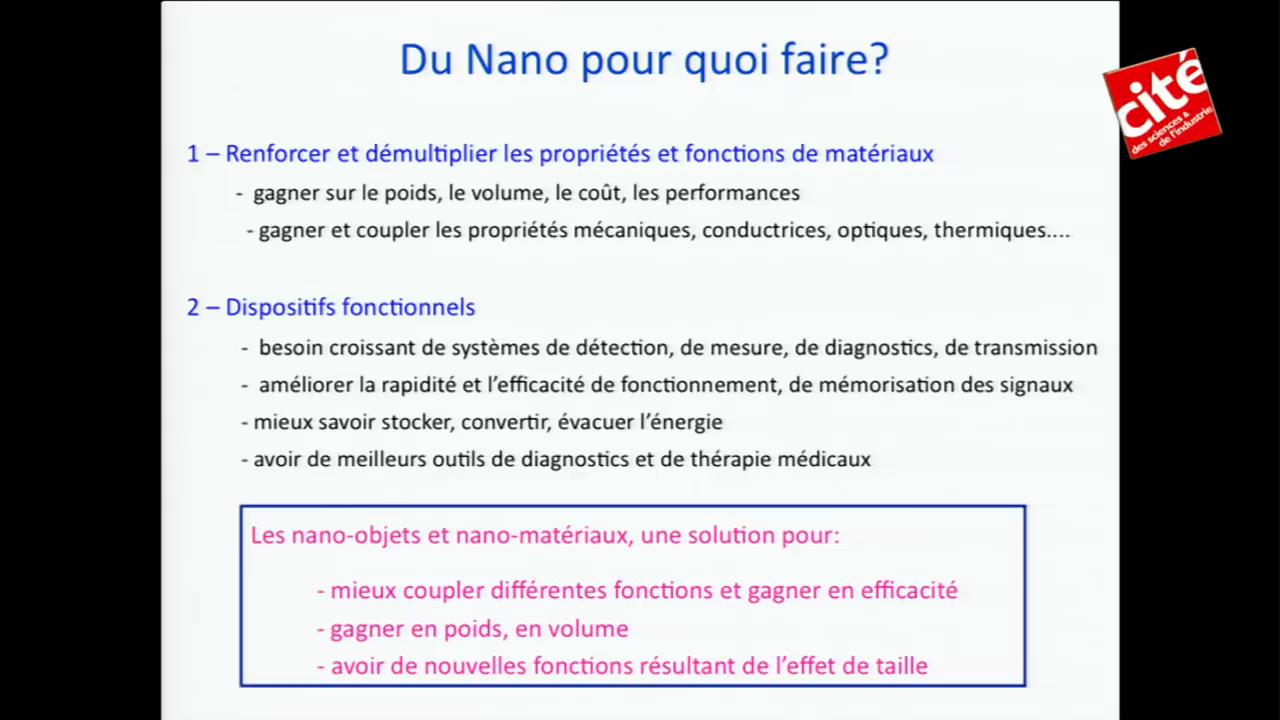 Du Nano pour quoi faire?
cité
des sciences &
de l'industrie
1 – Renforcer et démultiplier les propriétés et fonctions de matériaux
- gagner sur le poids, le volume, le coût, les performances
- gagner et coupler les propriétés mécaniques, conductrices, optiques, thermiques....
2 – Dispositifs fonctionnels
- besoin croissant de systèmes de détection, de mesure, de diagnostics, de transmission
- améliorer la rapidité et l'efficacité de fonctionnement, de mémorisation des signaux
- mieux savoir stocker, convertir, évacuer l'énergie
- avoir de meilleurs outils de diagnostics et de thérapie médicaux
Les nano-objets et nano-matériaux, une solution pour:
- mieux coupler différentes fonctions et gagner en efficacité
- gagner en poids, en volume
- avoir de nouvelles fonctions résultant de l'effet de taille